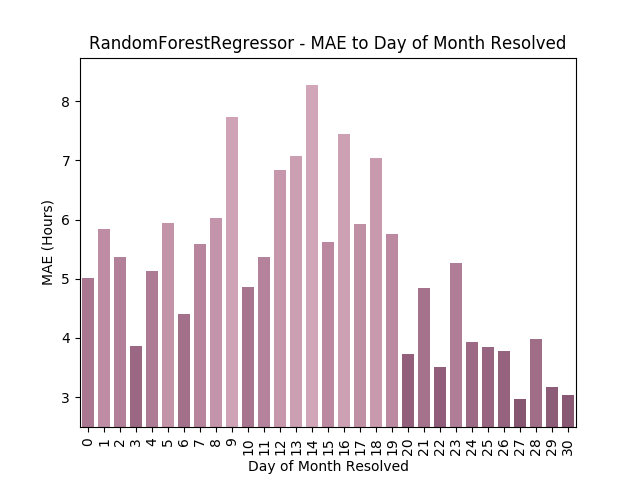 RandomForestRegressor - MAE to Day of Month Resolved
8
7
6
5
4
3
MAE (Hours)
0 1 2 3 4 5 6 7 8 9 10 11 12 13 14 15 16 17 18 19 20 21 22 23 24 25 26 27 28 29 30
Day of Month Resolved